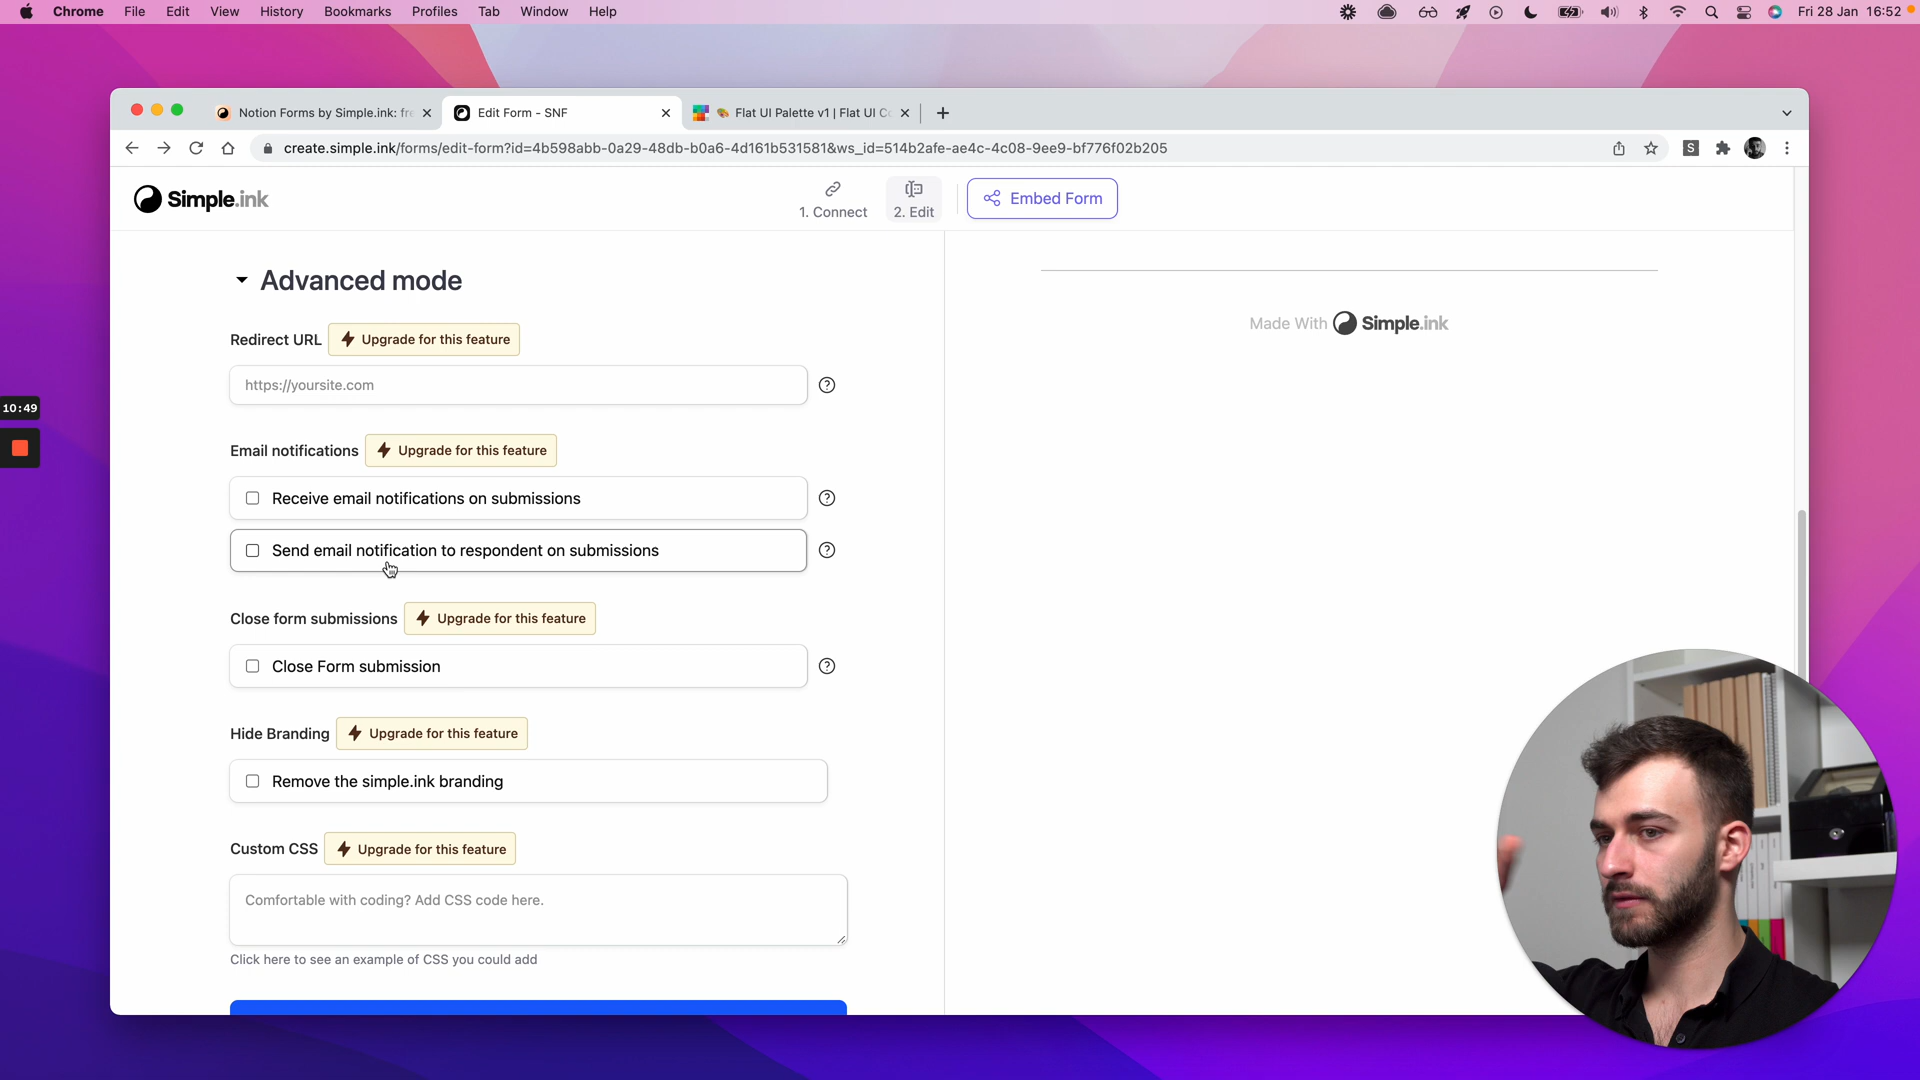 Chrome File Edit View History Bookmarks Profiles Tab Window Help Fri 28 Jan 16:52
Notion Forms by Simple.ink: fre
Edit Form - SNF
Flat UI Palette v1 | Flat UI Co
create.simple.ink/forms/edit-form?id=4b598abb-0a29-48db-b0a6-4d161b531581&ws_id=514b2afe-ae4c-4c08-9ee9-bf776f02b205
Simple.ink
1. Connect
2. Edit
Embed Form
Advanced mode
Redirect URL Upgrade for this feature
https://yoursite.com
Made With Simple.ink
10:49
Email notifications Upgrade for this feature
Receive email notifications on submissions
Send email notification to respondent on submissions
Close form submissions Upgrade for this feature
Close Form submission
Hide Branding Upgrade for this feature
Remove the simple.ink branding
Custom CSS Upgrade for this feature
Comfortable with coding? Add CSS code here.
Click here to see an example of CSS you could add